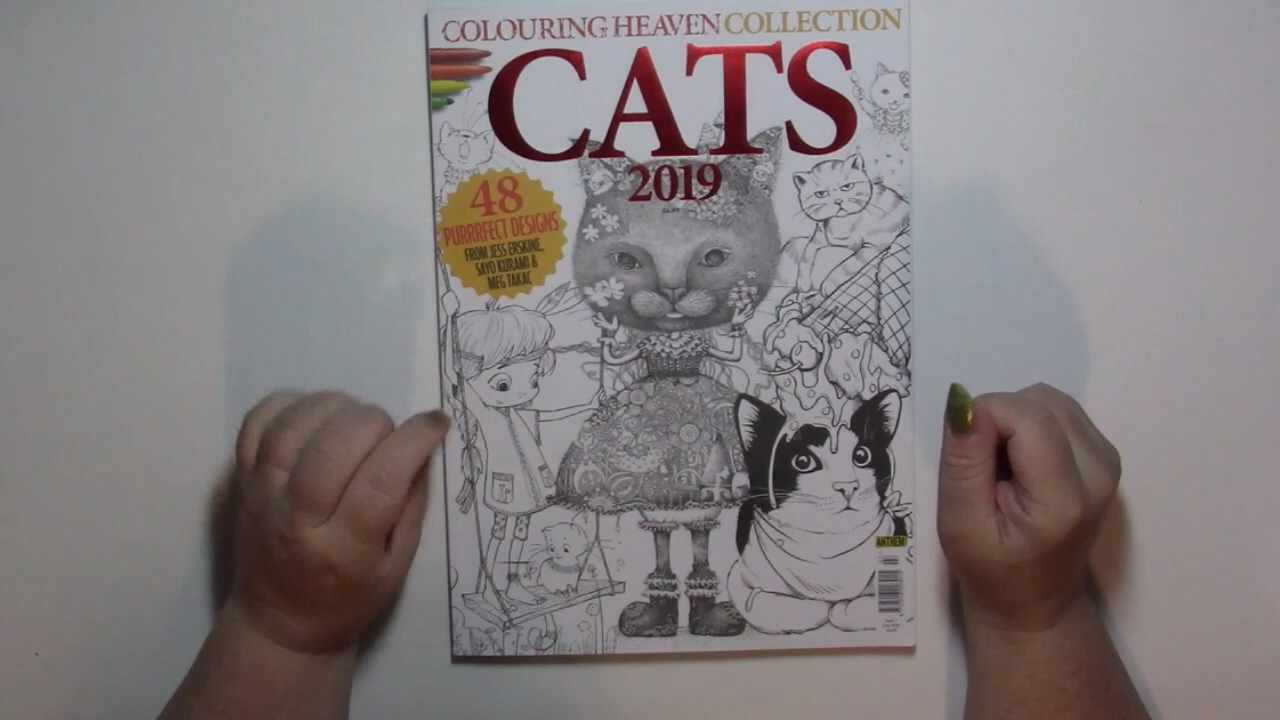 COLOURING HEAVEN COLLECTION
CATS
2019
48
PURRRFECT DESIGNS
FROM JESS ERSKINE,
SAYO KURAMI &
MEG TAKAC
ANTHEM